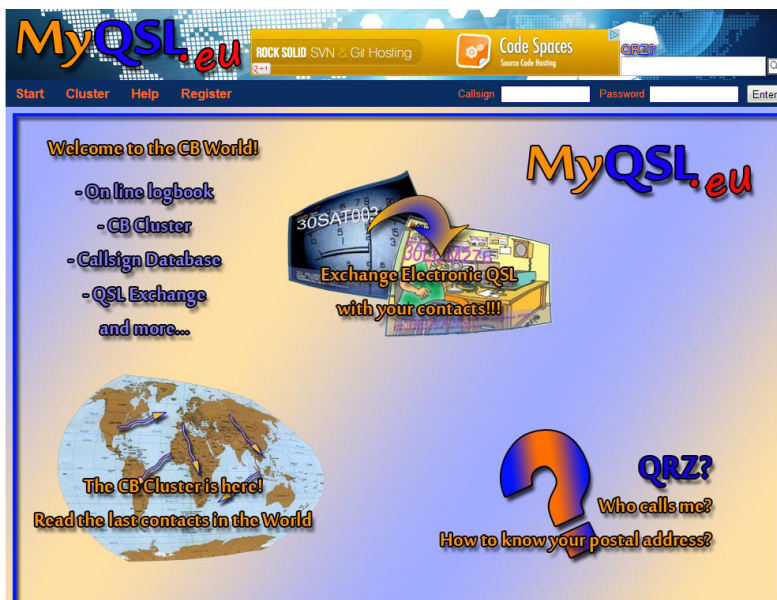 MyQSL.eu
ROCK SOLID SVN & Git Hosting
Code Spaces
Source Code Hosting
+1
QRZ?
Start Cluster Help Register
Callsign Password Enter
Welcome to the CB World!
- On line logbook
- CB Cluster
- Callsign Database
- QSL Exchange
and more...
MyQSL.eu
30SAT003
Exchange Electronic QSL
with your contacts!!!
The CB Cluster is here!
Read the last contacts in the World
QRZ?
Who calls me?
How to know your postal address?